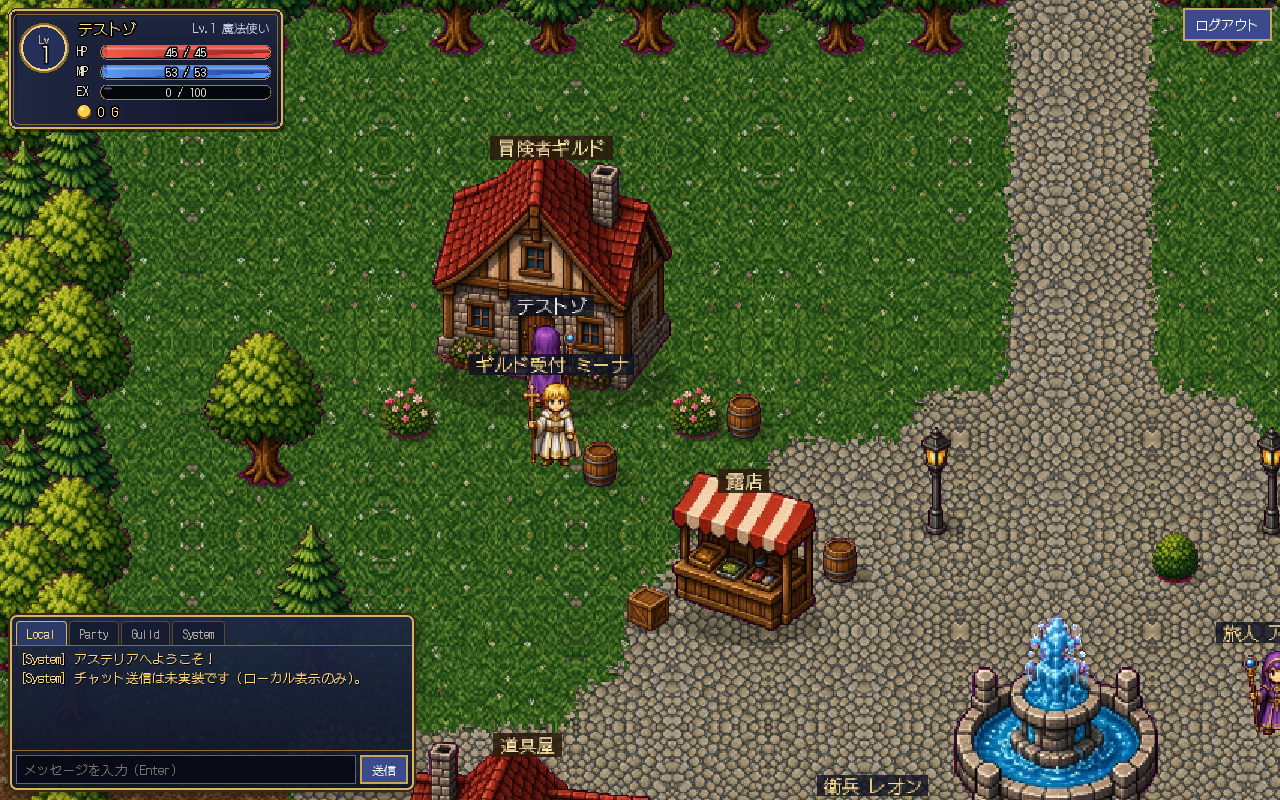 テストゾ
Lv.1 魔法使い
Lv
1
HP
45 / 45
MP
53 / 53
EX
0 / 100
0 G
ログアウト
冒険者ギルド
テストゾ
ギルド受付 ミーナ
露店
Local
Party
Guild
System
[System] アステリアへようこそ！
[System] チャット送信は未実装です（ローカル表示のみ）。
メッセージを入力 (Enter)
送信
旅人
道具屋
衛兵 レオン